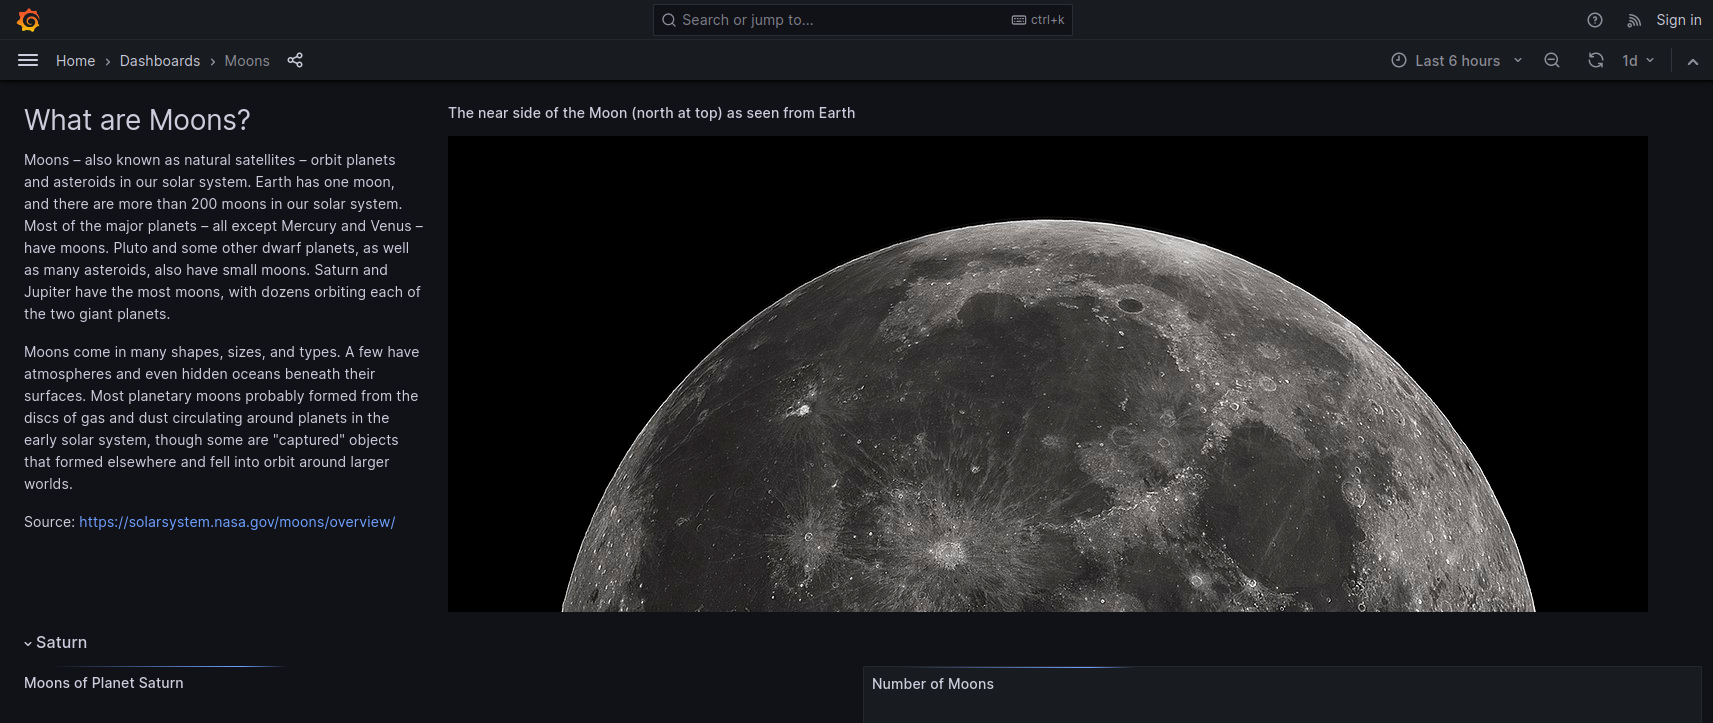 Search or jump to...
ctrl+k
Sign in
Home › Dashboards › Moons
Last 6 hours
1d
What are Moons?
Moons – also known as natural satellites – orbit planets
and asteroids in our solar system. Earth has one moon,
and there are more than 200 moons in our solar system.
Most of the major planets – all except Mercury and Venus –
have moons. Pluto and some other dwarf planets, as well
as many asteroids, also have small moons. Saturn and
Jupiter have the most moons, with dozens orbiting each of
the two giant planets.
Moons come in many shapes, sizes, and types. A few have
atmospheres and even hidden oceans beneath their
surfaces. Most planetary moons probably formed from the
discs of gas and dust circulating around planets in the
early solar system, though some are "captured" objects
that formed elsewhere and fell into orbit around larger
worlds.
Source: https://solarsystem.nasa.gov/moons/overview/
The near side of the Moon (north at top) as seen from Earth
Saturn
Moons of Planet Saturn
Number of Moons